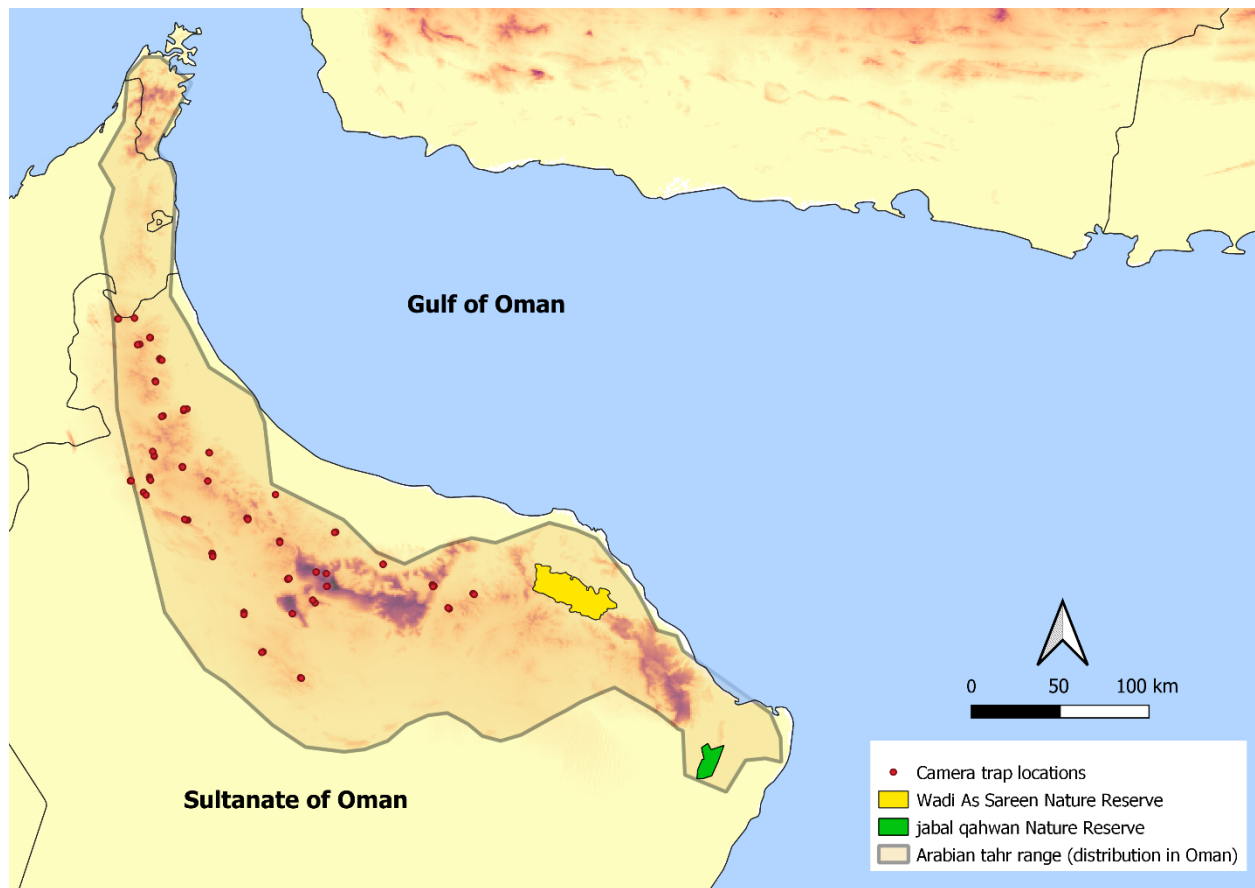 Gulf of Oman
Sultanate of Oman
0 50 100 km
Camera trap locations
Wadi As Sareen Nature Reserve
jabal qahwan Nature Reserve
Arabian tahr range (distribution in Oman)